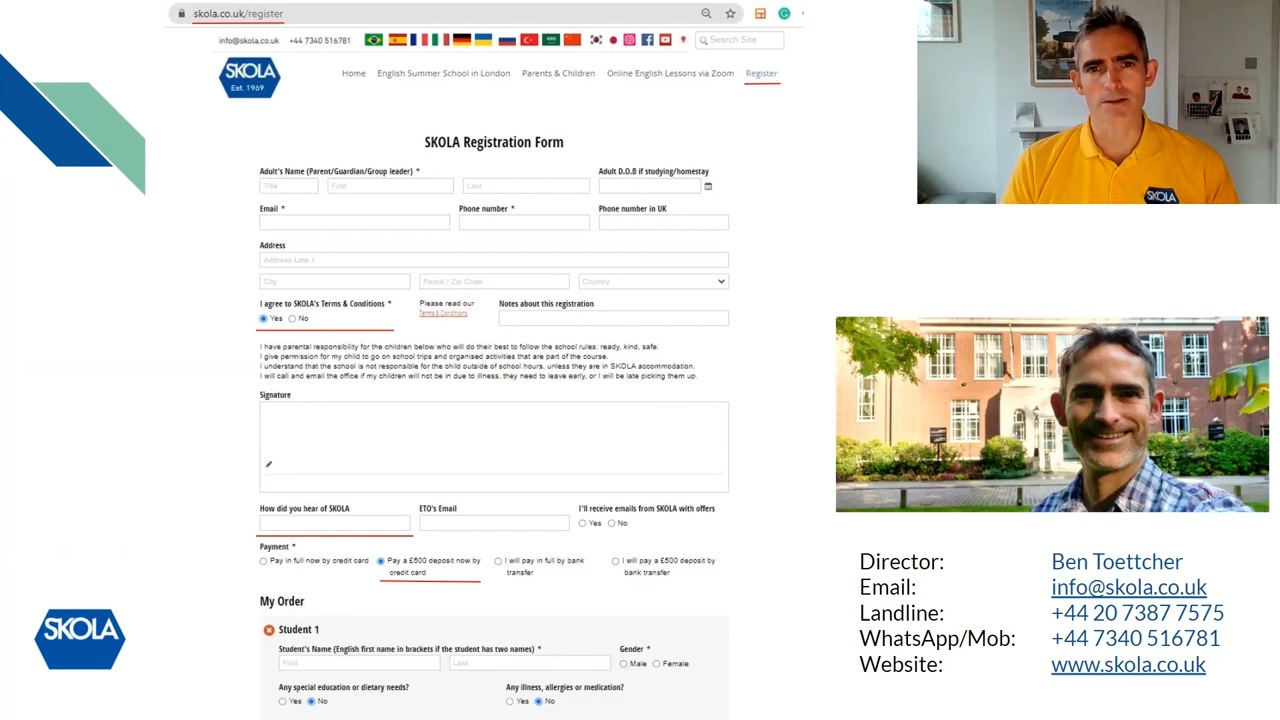 skola.co.uk/register
info@skola.co.uk +44 7340 516781 Search Site
SKOLA
Est. 1969
Home English Summer School in London Parents & Children Online English Lessons via Zoom Register
SKOLA Registration Form
Adult's Name (Parent/Guardian/Group leader) * Adult D.O.B if studying/homestay
Title First Last
Email * Phone number * Phone number in UK
Address
Address Line 1
City Postal / Zip Code Country
I agree to SKOLA's Terms & Conditions * Please read our Notes about this registration
Terms & Conditions
Yes No
I have parental responsibility for the children below who will do their best to follow the school rules: ready, kind, safe.
I give permission for my child to go on school trips and organised activities that are part of the course.
I understand that the school is not responsible for the child outside of school hours, unless they are in SKOLA accommodation.
I will call and email the office if my children will not be in due to illness, they need to leave early, or I will be late picking them up.
Signature
How did you hear of SKOLA ETO's Email I'll receive emails from SKOLA with offers
Yes No
Payment *
Pay in full now by credit card Pay a £500 deposit now by I will pay in full by bank I will pay a £500 deposit by
credit card transfer bank transfer
My Order
Student 1
Student's Name (English first name in brackets if the student has two names) * Gender *
First Last Male Female
Any special education or dietary needs? Any illness, allergies or medication?
Yes No Yes No
SKOLA
SKOLA
Director: Ben Toettcher
Email: info@skola.co.uk
Landline: +44 20 7387 7575
WhatsApp/Mob: +44 7340 516781
Website: www.skola.co.uk